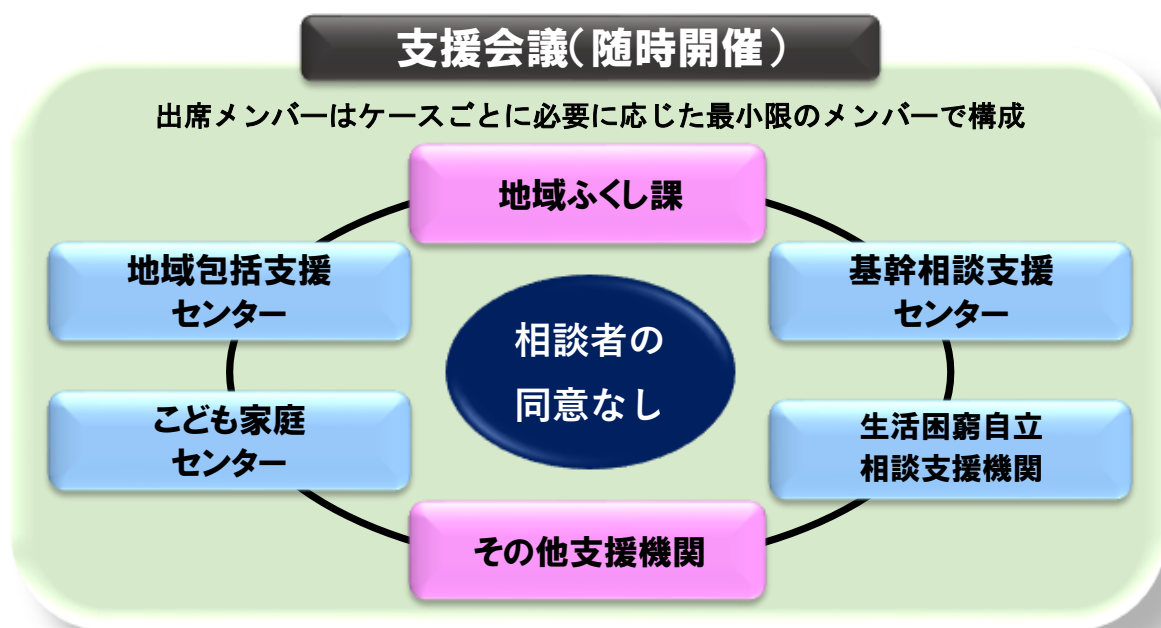 支援会議(随時開催)
出席メンバーはケースごとに必要に応じた最小限のメンバーで構成
地域ふくし課
地域包括支援
センター
基幹相談支援
センター
相談者の
同意なし
こども家庭
センター
生活困窮自立
相談支援機関
その他支援機関